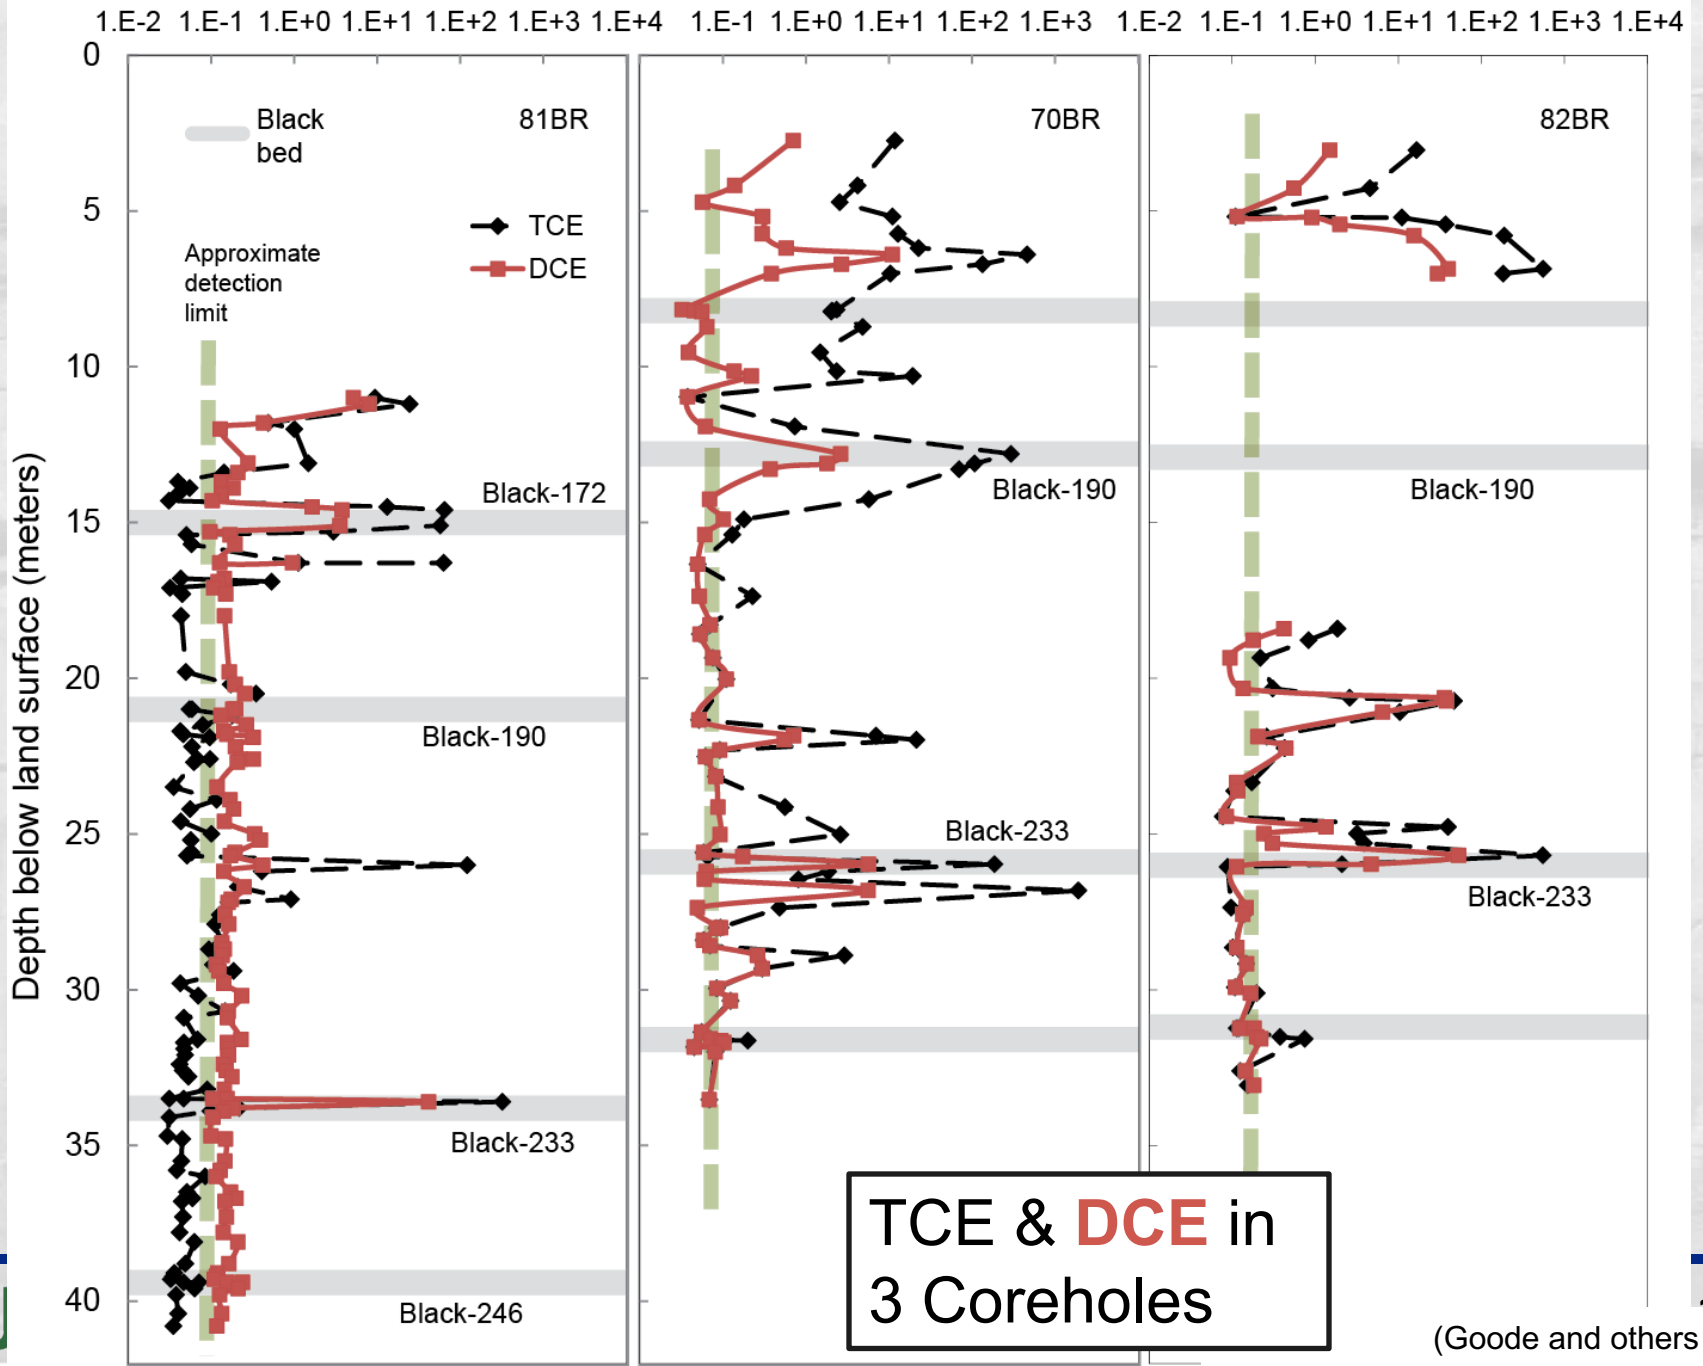 1.E-2 1.E-1 1.E+0 1.E+1 1.E+2 1.E+3 1.E+4 1.E-1 1.E+0 1.E+1 1.E+2 1.E+3 1.E-2 1.E-1 1.E+0 1.E+1 1.E+2 1.E+3 1.E+4
0
5
10
15
20
25
30
35
40
Depth below land surface (meters)
Black
bed
81BR
TCE
DCE
Approximate
detection
limit
Black-172
Black-190
Black-233
Black-246
70BR
Black-190
Black-233
82BR
Black-190
Black-233
TCE & DCE in
3 Coreholes
(Goode and others